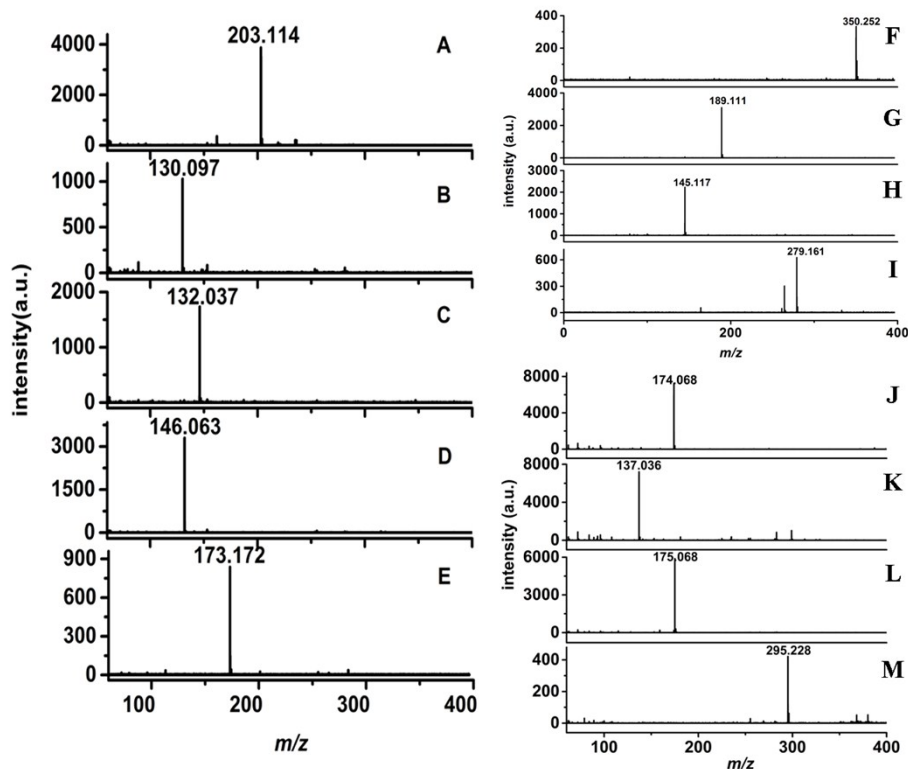 4000
2000
0
203.114
A
1000
500
0
130.097
B
2000
1000
0
132.037
C
3000
1500
0
146.063
D
900
600
300
0
173.172
E
intensity(a.u.)
100 200 300 400
m/z
400
200
0
350.252
F
4000
2000
0
189.111
G
3000
2000
1000
0
145.117
H
600
300
0
279.161
I
intensity (a.u.)
0 200 400
m/z
8000
4000
0
174.068
J
8000
4000
0
137.036
K
6000
3000
0
175.068
L
400
200
0
295.228
M
intensity (a.u.)
100 200 300 400
m/z